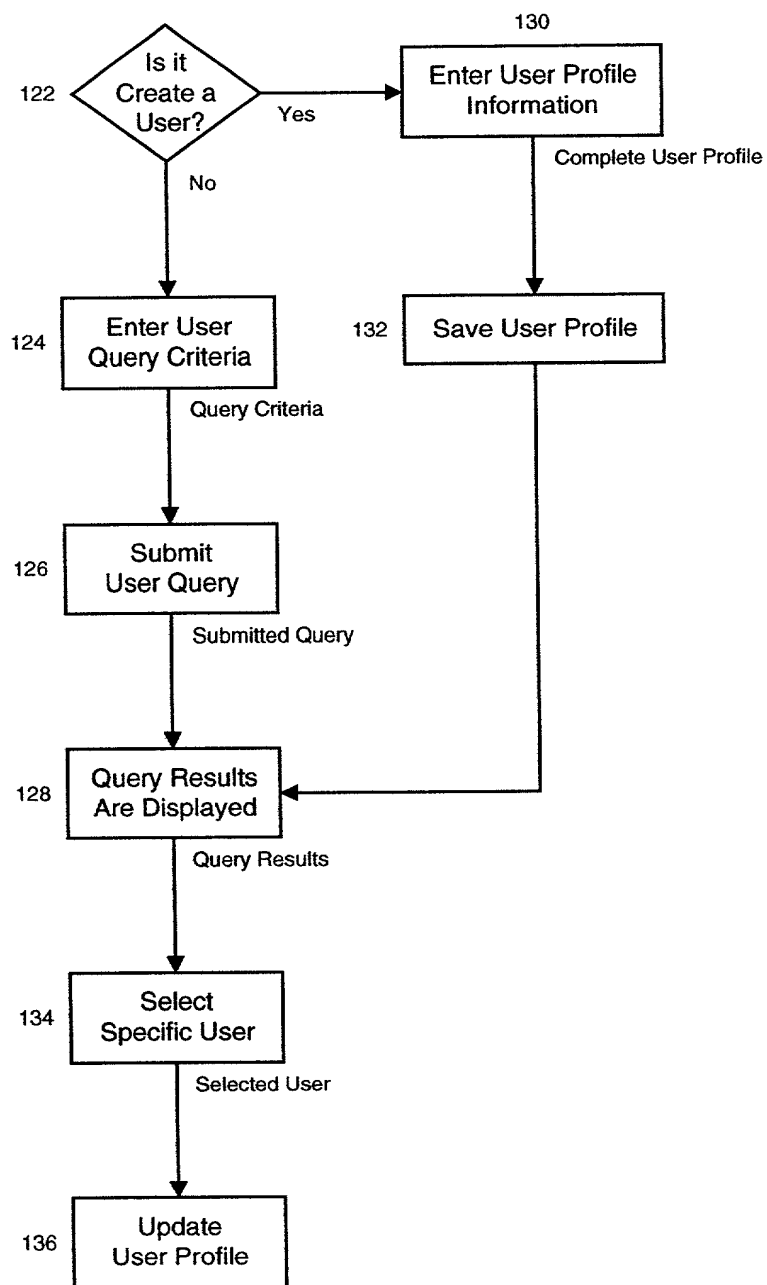 130
Is it
Create a
User?
122
Yes
Enter User Profile
Information
Complete User Profile
No
Enter User
Query Criteria
124
132
Save User Profile
Query Criteria
Submit
User Query
126
Submitted Query
Query Results
Are Displayed
128
Query Results
Select
Specific User
134
Selected User
Update
User Profile
136